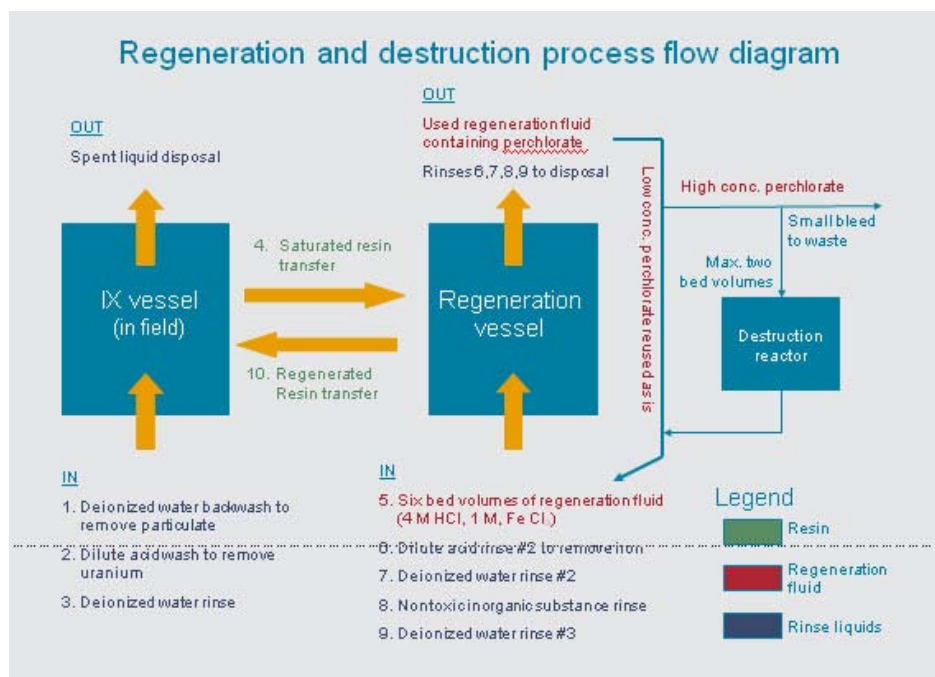 Regeneration and destruction process flow diagram
OUT
Spent liquid disposal
IX vessel
(in field)
IN
1. Deionized water backwash to
remove particulate
2. Dilute acid wash to remove
uranium
3. Deionized water rinse
4. Saturated resin
transfer
10. Regenerated
Resin transfer
OUT
Used regeneration fluid
containing perchlorate
Rinses 6,7,8,9 to disposal
Regeneration
vessel
IN
5. Six bed volumes of regeneration fluid
(4 M HCl, 1 M, Fe Cl.)
6. Dilute acid rinse #2 to remove iron
7. Deionized water rinse #2
8. Nontoxic inorganic substance rinse
9. Deionized water rinse #3
Low conc. perchlorate reused as is
High conc. perchlorate
Small bleed
to waste
Max. two
bed volumes
Destruction
reactor
Legend
Resin
Regeneration
fluid
Rinse liquids